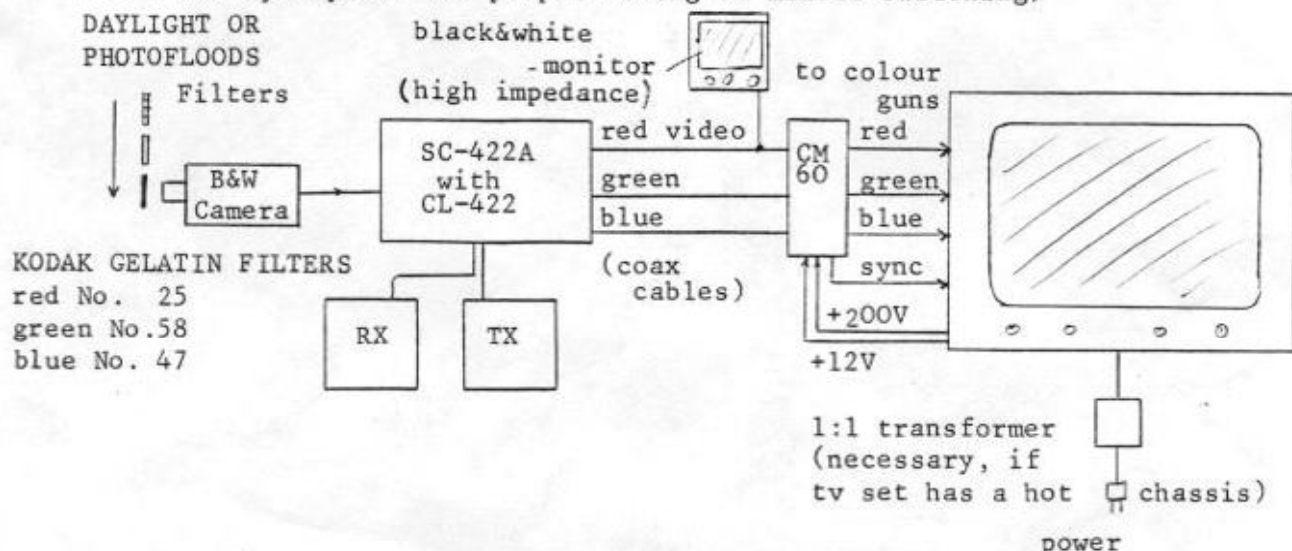 DAYLIGHT OR
PHOTOFLOODS
Filters
black&white
-monitor
(high impedance)
to colour
guns
B&W
Camera
SC-422A
with
CL-422
red video
green
blue
(coax
cables)
CM
60
red
green
blue
sync
+200V
+12V
KODAK GELATIN FILTERS
red No. 25
green No.58
blue No. 47
RX
TX
1:1 transformer
(necessary, if
tv set has a hot chassis)
power